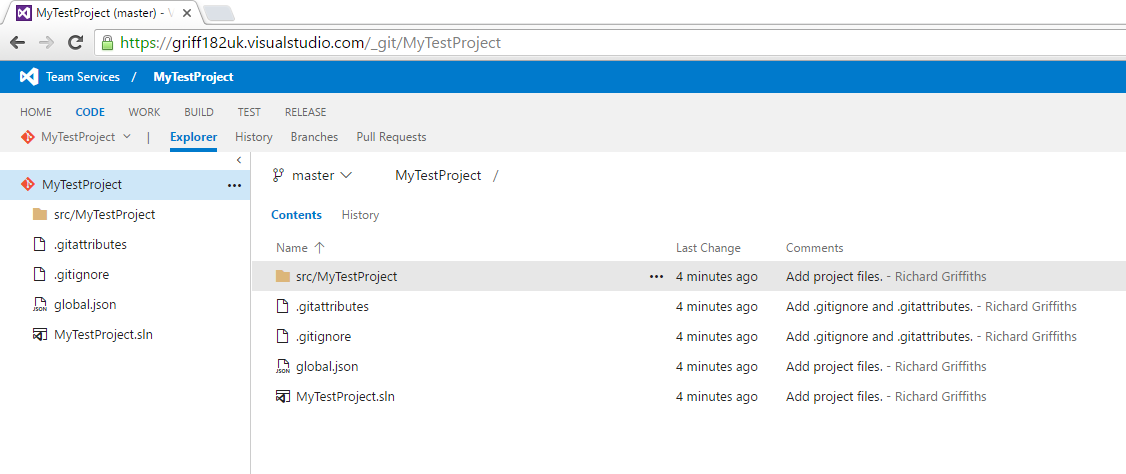 MyTestProject (master) - V
https://griff182uk.visualstudio.com/_git/MyTestProject
Team Services / MyTestProject
HOME CODE WORK BUILD TEST RELEASE
MyTestProject | Explorer History Branches Pull Requests
MyTestProject
src/MyTestProject
.gitattributes
.gitignore
global.json
MyTestProject.sln
master MyTestProject /
Contents History
Name Last Change Comments
src/MyTestProject 4 minutes ago Add project files. - Richard Griffiths
.gitattributes 4 minutes ago Add .gitignore and .gitattributes. - Richard Griffiths
.gitignore 4 minutes ago Add .gitignore and .gitattributes. - Richard Griffiths
global.json 4 minutes ago Add project files. - Richard Griffiths
MyTestProject.sln 4 minutes ago Add project files. - Richard Griffiths